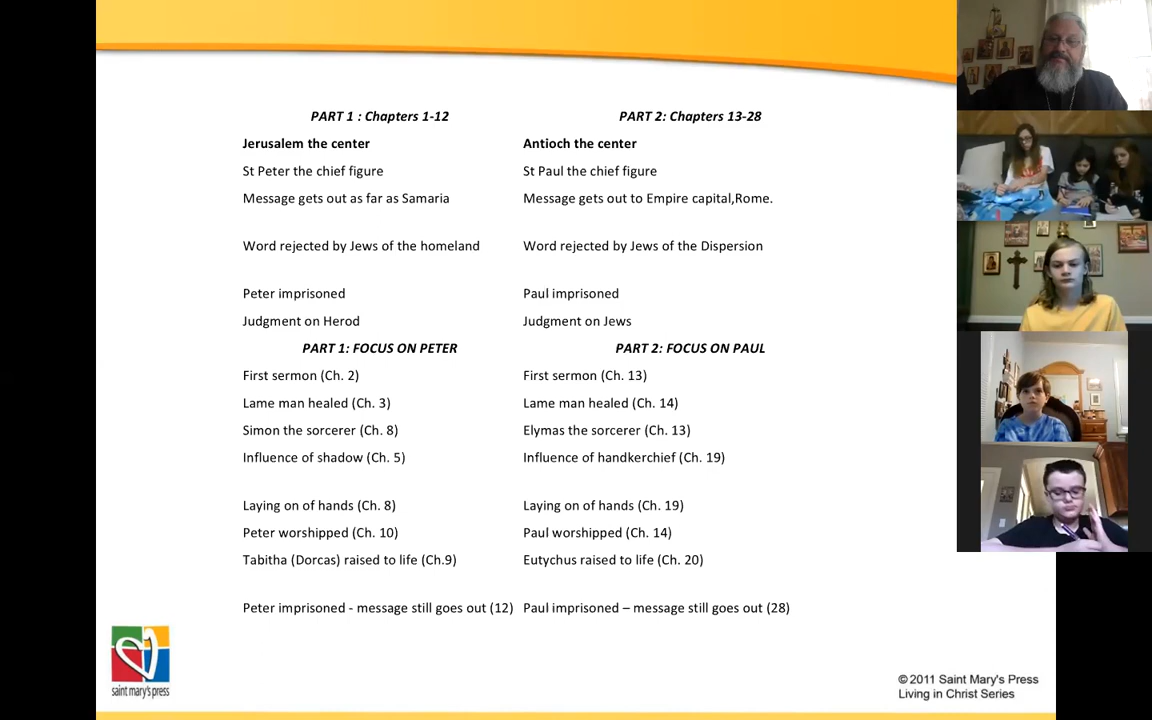 PART 1 : Chapters 1-12 PART 2: Chapters 13-28
Jerusalem the center Antioch the center
St Peter the chief figure St Paul the chief figure
Message gets out as far as Samaria Message gets out to Empire capital,Rome.
Word rejected by Jews of the homeland Word rejected by Jews of the Dispersion
Peter imprisoned Paul imprisoned
Judgment on Herod Judgment on Jews
PART 1: FOCUS ON PETER PART 2: FOCUS ON PAUL
First sermon (Ch. 2) First sermon (Ch. 13)
Lame man healed (Ch. 3) Lame man healed (Ch. 14)
Simon the sorcerer (Ch. 8) Elymas the sorcerer (Ch. 13)
Influence of shadow (Ch. 5) Influence of handkerchief (Ch. 19)
Laying on of hands (Ch. 8) Laying on of hands (Ch. 19)
Peter worshipped (Ch. 10) Paul worshipped (Ch. 14)
Tabitha (Dorcas) raised to life (Ch.9) Eutychus raised to life (Ch. 20)
Peter imprisoned - message still goes out (12) Paul imprisoned – message still goes out (28)
saint mary's press
© 2011 Saint Mary's Press
Living in Christ Series